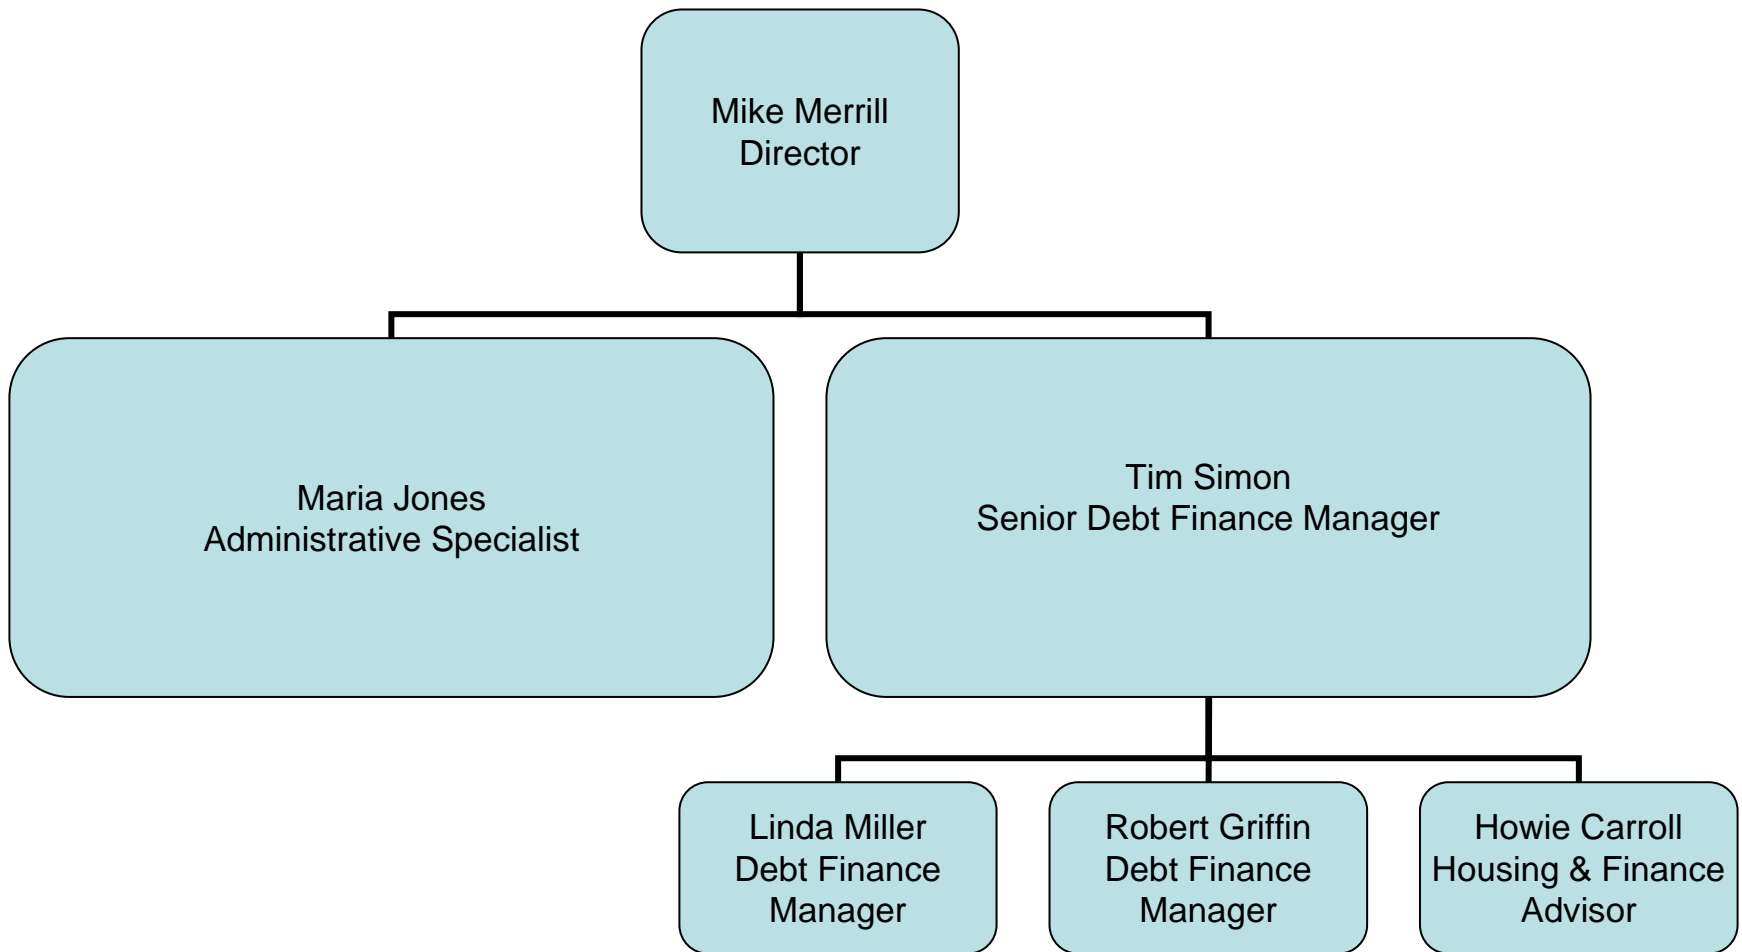 Mike Merrill
Director
Maria Jones
Administrative Specialist
Tim Simon
Senior Debt Finance Manager
Linda Miller
Debt Finance
Manager
Robert Griffin
Debt Finance
Manager
Howie Carroll
Housing & Finance
Advisor